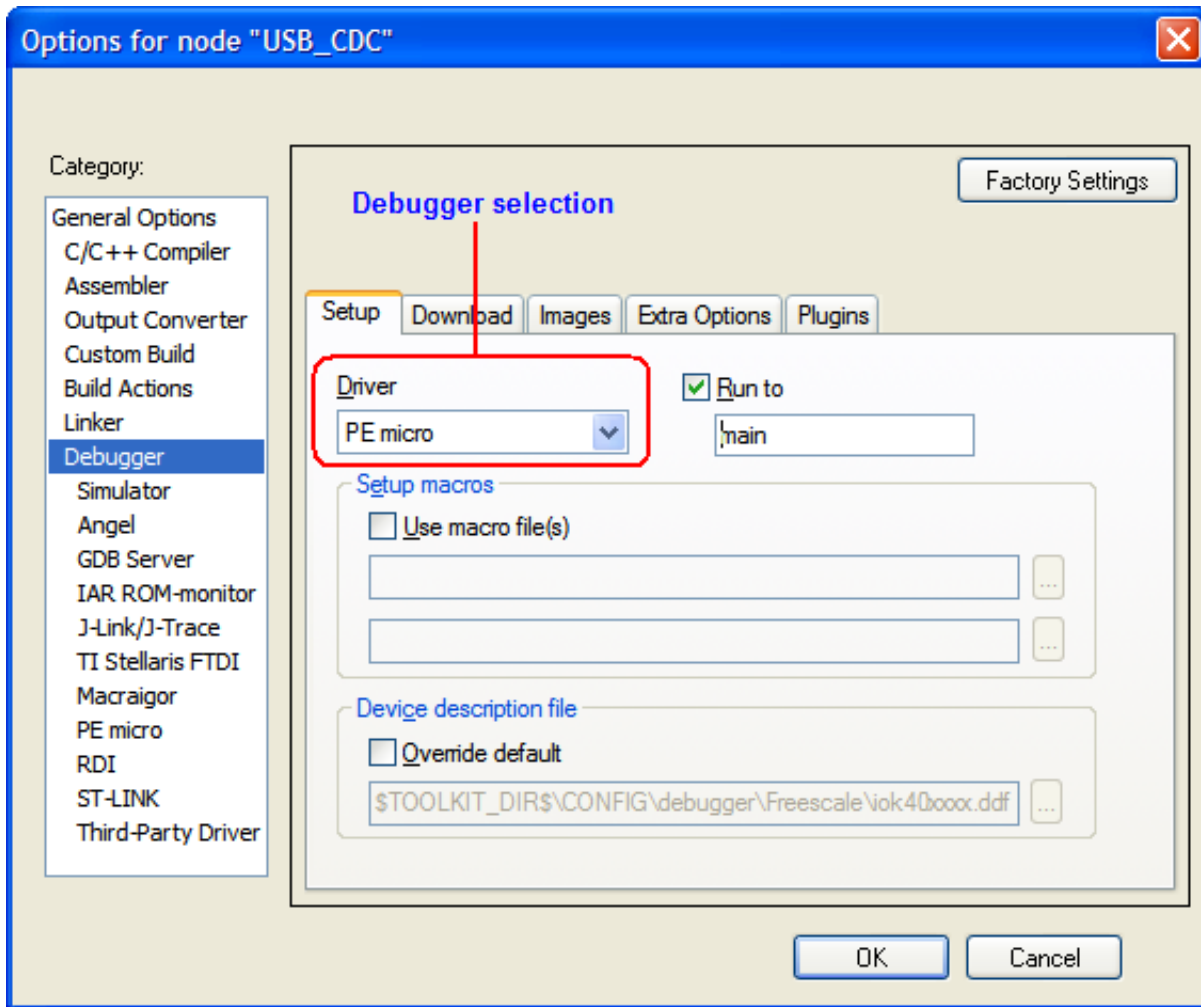 Options for node "USB_CDC"
Category:
Factory Settings
Debugger selection
General Options
C/C++ Compiler
Assembler
Output Converter
Custom Build
Build Actions
Linker
Debugger
Simulator
Angel
GDB Server
IAR ROM-monitor
J-Link/J-Trace
TI Stellaris FTDI
Macraigor
PE micro
RDI
ST-LINK
Third-Party Driver
Setup
Download
Images
Extra Options
Plugins
Driver
PE micro
Run to
main
Setup macros
Use macro file(s)
...
...
Device description file
Override default
$TOOLKIT_DIR$\CONFIG\debugger\Freescale\iok40xxxx.ddf
...
OK
Cancel